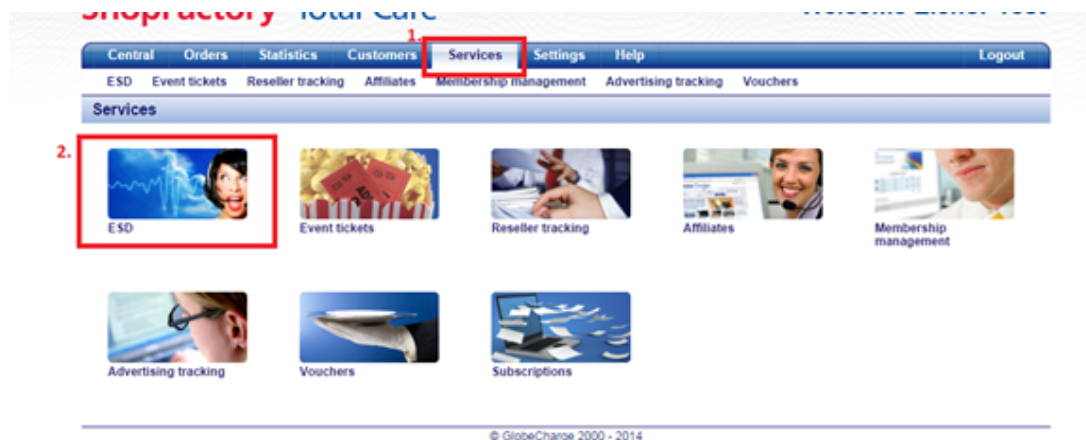 ShopFactory Total Care
1.
Central Orders Statistics Customers Services Settings Help Logout
ESD Event tickets Reseller tracking Affiliates Membership management Advertising tracking Vouchers
Services
2.
ESD Event tickets Reseller tracking Affiliates Membership
management
Advertising tracking Vouchers Subscriptions
© GlobeCharge 2000 - 2014